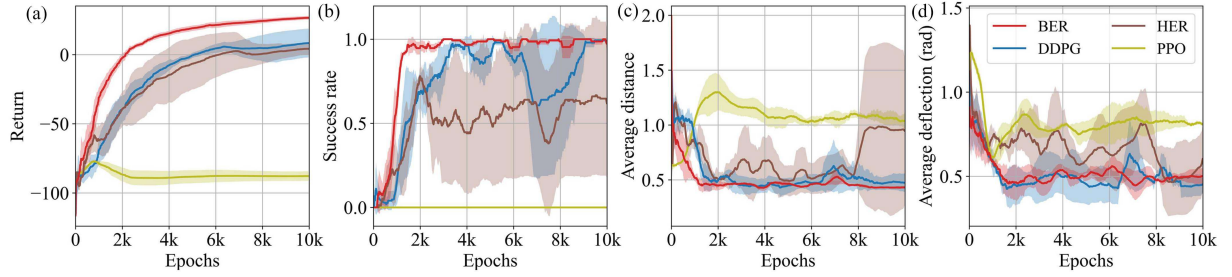 (a)
Return
0
−50
−100
0 2k 4k 6k 8k 10k
Epochs
(b)
Success rate
1.0
0.5
0.0
0 2k 4k 6k 8k 10k
Epochs
(c)
Average distance
2.0
1.5
1.0
0.5
0 2k 4k 6k 8k 10k
Epochs
(d)
Average deflection (rad)
1.5
1.0
0.5
0 2k 4k 6k 8k 10k
Epochs
BER HER
DDPG PPO